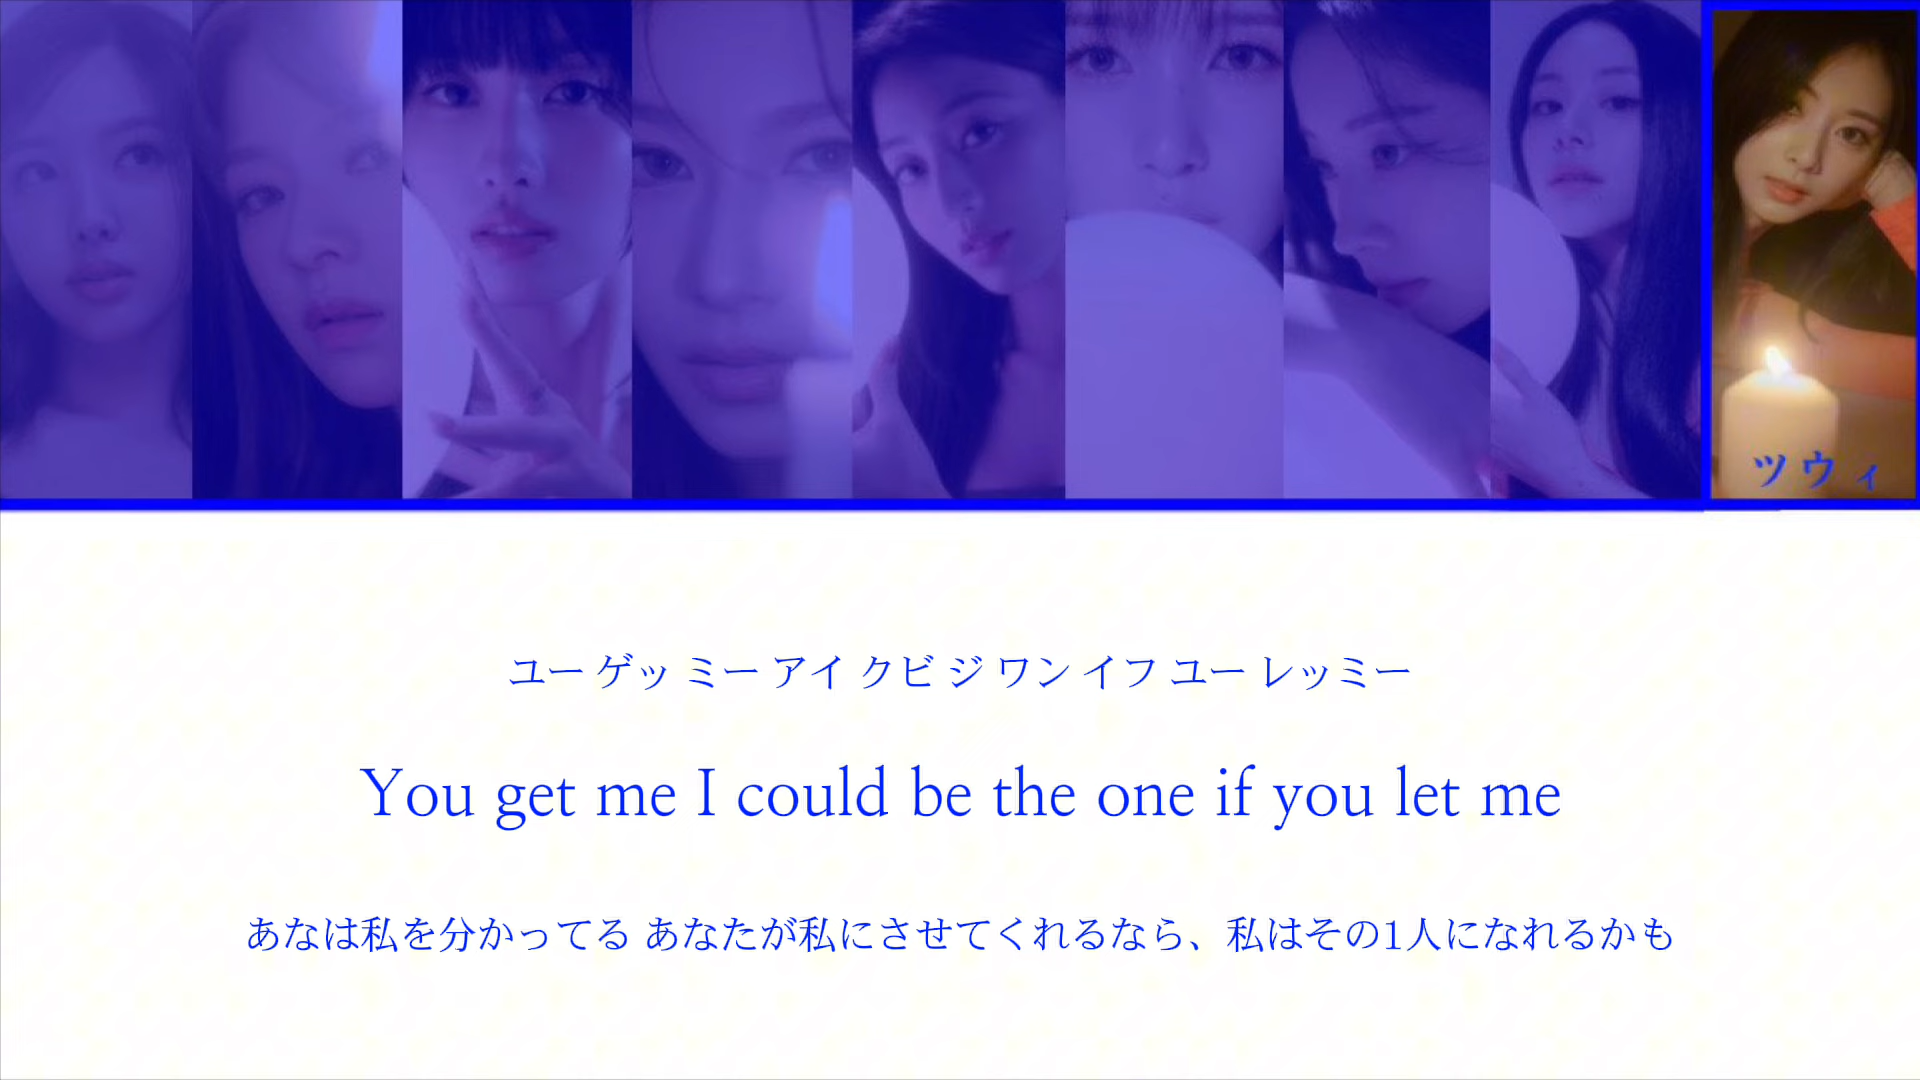 ツウィ
ユー ゲッ ミー アイ クビ ジ ワン イフ ユー レッミー
You get me I could be the one if you let me
あなは私を分かってる あなたが私にさせてくれるなら、私はその1人になれるかも